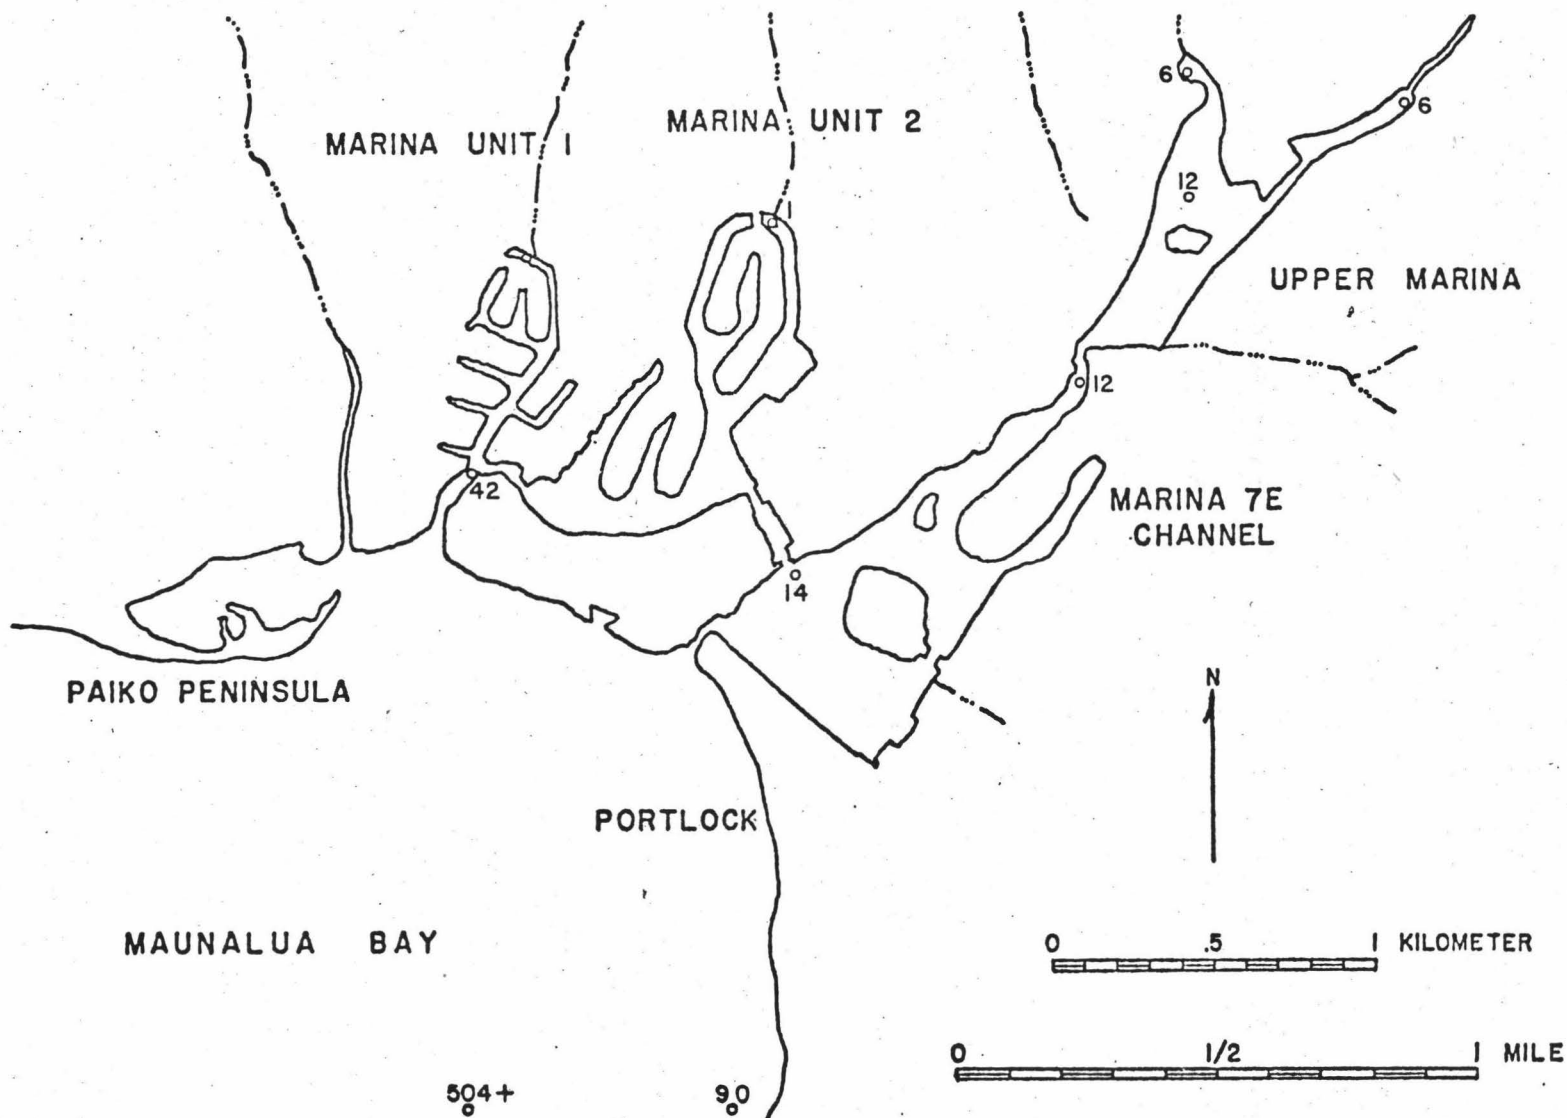 6
6
MARINA UNIT 1
MARINA UNIT 2
12
1
UPPER MARINA
12
42
MARINA 7E
CHANNEL
14
PAIKO PENINSULA
N
PORTLOCK
MAUNALUA BAY
0 .5 1 KILOMETER
0 1/2 1 MILE
504+
90